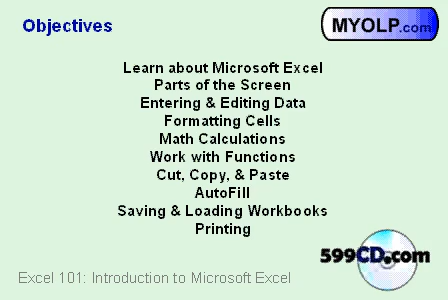 Objectives
MYOLP.com
Learn about Microsoft Excel
Parts of the Screen
Entering & Editing Data
Formatting Cells
Math Calculations
Work with Functions
Cut, Copy, & Paste
AutoFill
Saving & Loading Workbooks
Printing
599CD.com
Excel 101: Introduction to Microsoft Excel